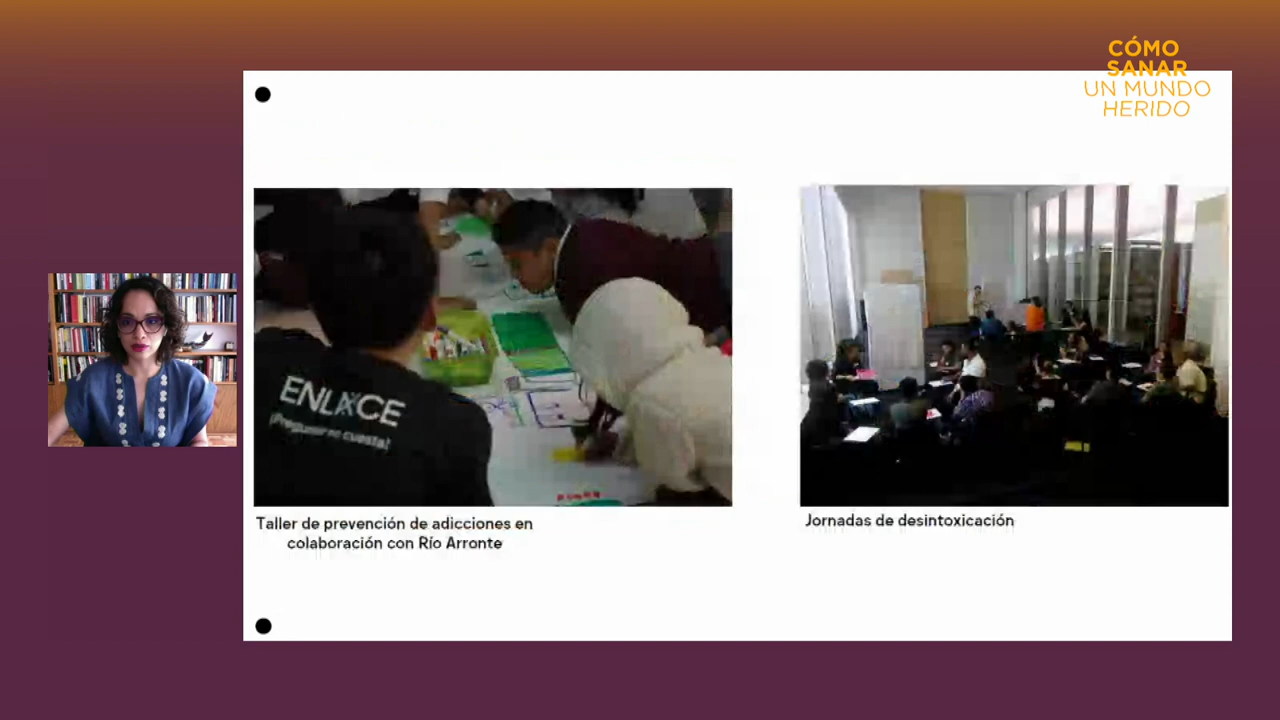 CÓMO
SANAR
UN MUNDO
HERIDO
ENLACE
¡Preguntar no cuesta!
Taller de prevención de adicciones en
colaboración con Río Arronte
Jornadas de desintoxicación